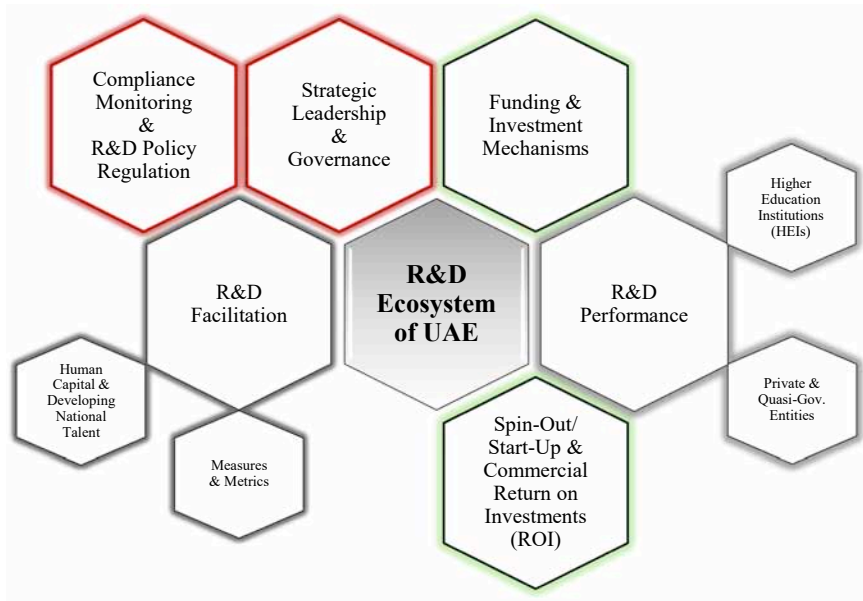 Compliance
Monitoring
&
R&D Policy
Regulation
Strategic
Leadership
&
Governance
Funding &
Investment
Mechanisms
Higher
Education
Institutions
(HEIs)
R&D
Facilitation
R&D
Ecosystem
of UAE
R&D
Performance
Human
Capital &
Developing
National
Talent
Measures
& Metrics
Spin-Out/
Start-Up &
Commercial
Return on
Investments
(ROI)
Private &
Quasi-Gov.
Entities